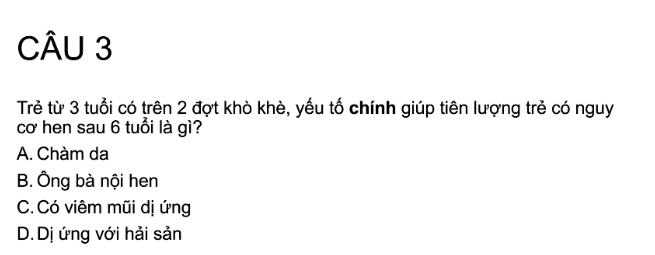 CÂU 3
Trẻ từ 3 tuổi có trên 2 đợt khò khè, yếu tố chính giúp tiên lượng trẻ có nguy
cơ hen sau 6 tuổi là gì?
A. Chàm da
B. Ông bà nội hen
C. Có viêm mũi dị ứng
D. Dị ứng với hải sản